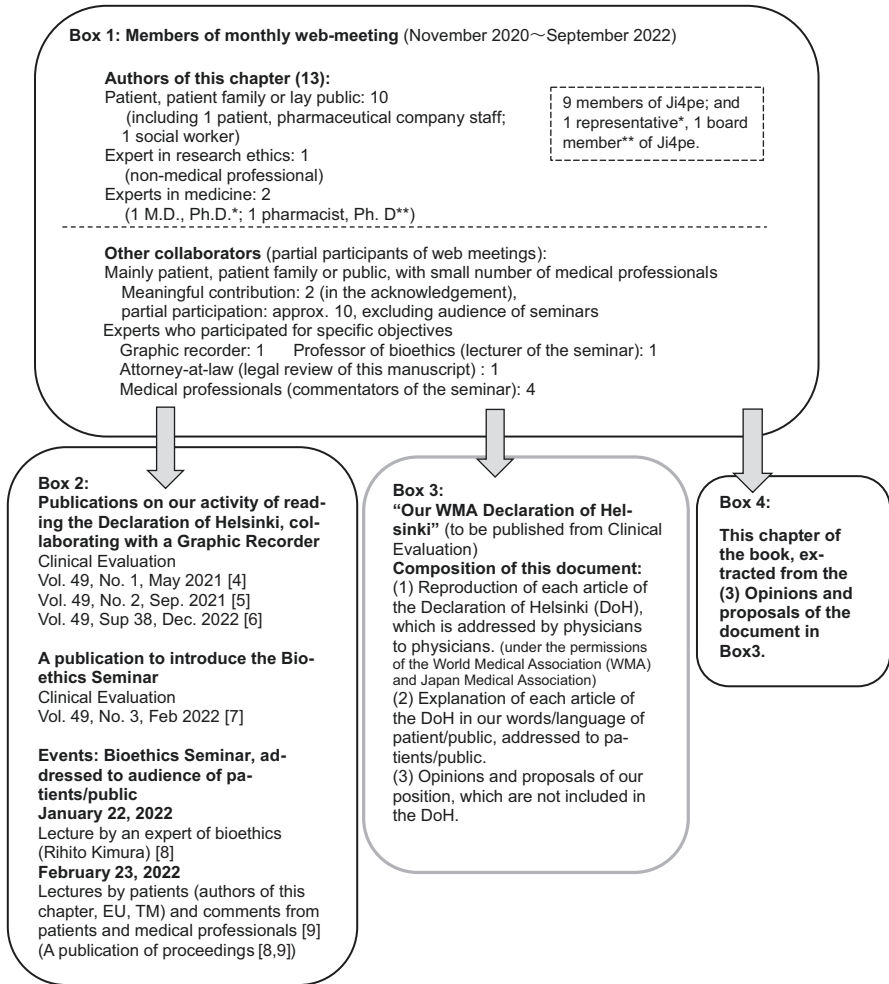 Box 1: Members of monthly web-meeting (November 2020～September 2022)
Authors of this chapter (13):
Patient, patient family or lay public: 10
(including 1 patient, pharmaceutical company staff;
1 social worker)
Expert in research ethics: 1
(non-medical professional)
Experts in medicine: 2
(1 M.D., Ph.D.*; 1 pharmacist, Ph. D**)
9 members of Ji4pe; and
1 representative*, 1 board
member** of Ji4pe.
Other collaborators (partial participants of web meetings):
Mainly patient, patient family or public, with small number of medical professionals
Meaningful contribution: 2 (in the acknowledgement),
partial participation: approx. 10, excluding audience of seminars
Experts who participated for specific objectives
Graphic recorder: 1 Professor of bioethics (lecturer of the seminar): 1
Attorney-at-law (legal review of this manuscript) : 1
Medical professionals (commentators of the seminar): 4
Box 2:
Publications on our activity of read-
ing the Declaration of Helsinki, col-
laborating with a Graphic Recorder
Clinical Evaluation
Vol. 49, No. 1, May 2021 [4]
Vol. 49, No. 2, Sep. 2021 [5]
Vol. 49, Sup 38, Dec. 2022 [6]
A publication to introduce the Bio-
ethics Seminar
Clinical Evaluation
Vol. 49, No. 3, Feb 2022 [7]
Events: Bioethics Seminar, ad-
dressed to audience of pa-
tients/public
January 22, 2022
Lecture by an expert of bioethics
(Rihito Kimura) [8]
February 23, 2022
Lectures by patients (authors of this
chapter, EU, TM) and comments from
patients and medical professionals [9]
(A publication of proceedings [8,9])
Box 3:
“Our WMA Declaration of Hel-
sinki” (to be published from Clinical
Evaluation)
Composition of this document:
(1) Reproduction of each article of
the Declaration of Helsinki (DoH),
which is addressed by physicians
to physicians. (under the permissions
of the World Medical Association (WMA)
and Japan Medical Association)
(2) Explanation of each article of
the DoH in our words/language of
patient/public, addressed to pa-
tients/public.
(3) Opinions and proposals of our
position, which are not included in
the DoH.
Box 4:
This chapter of
the book, ex-
tracted from the
(3) Opinions and
proposals of the
document in
Box3.